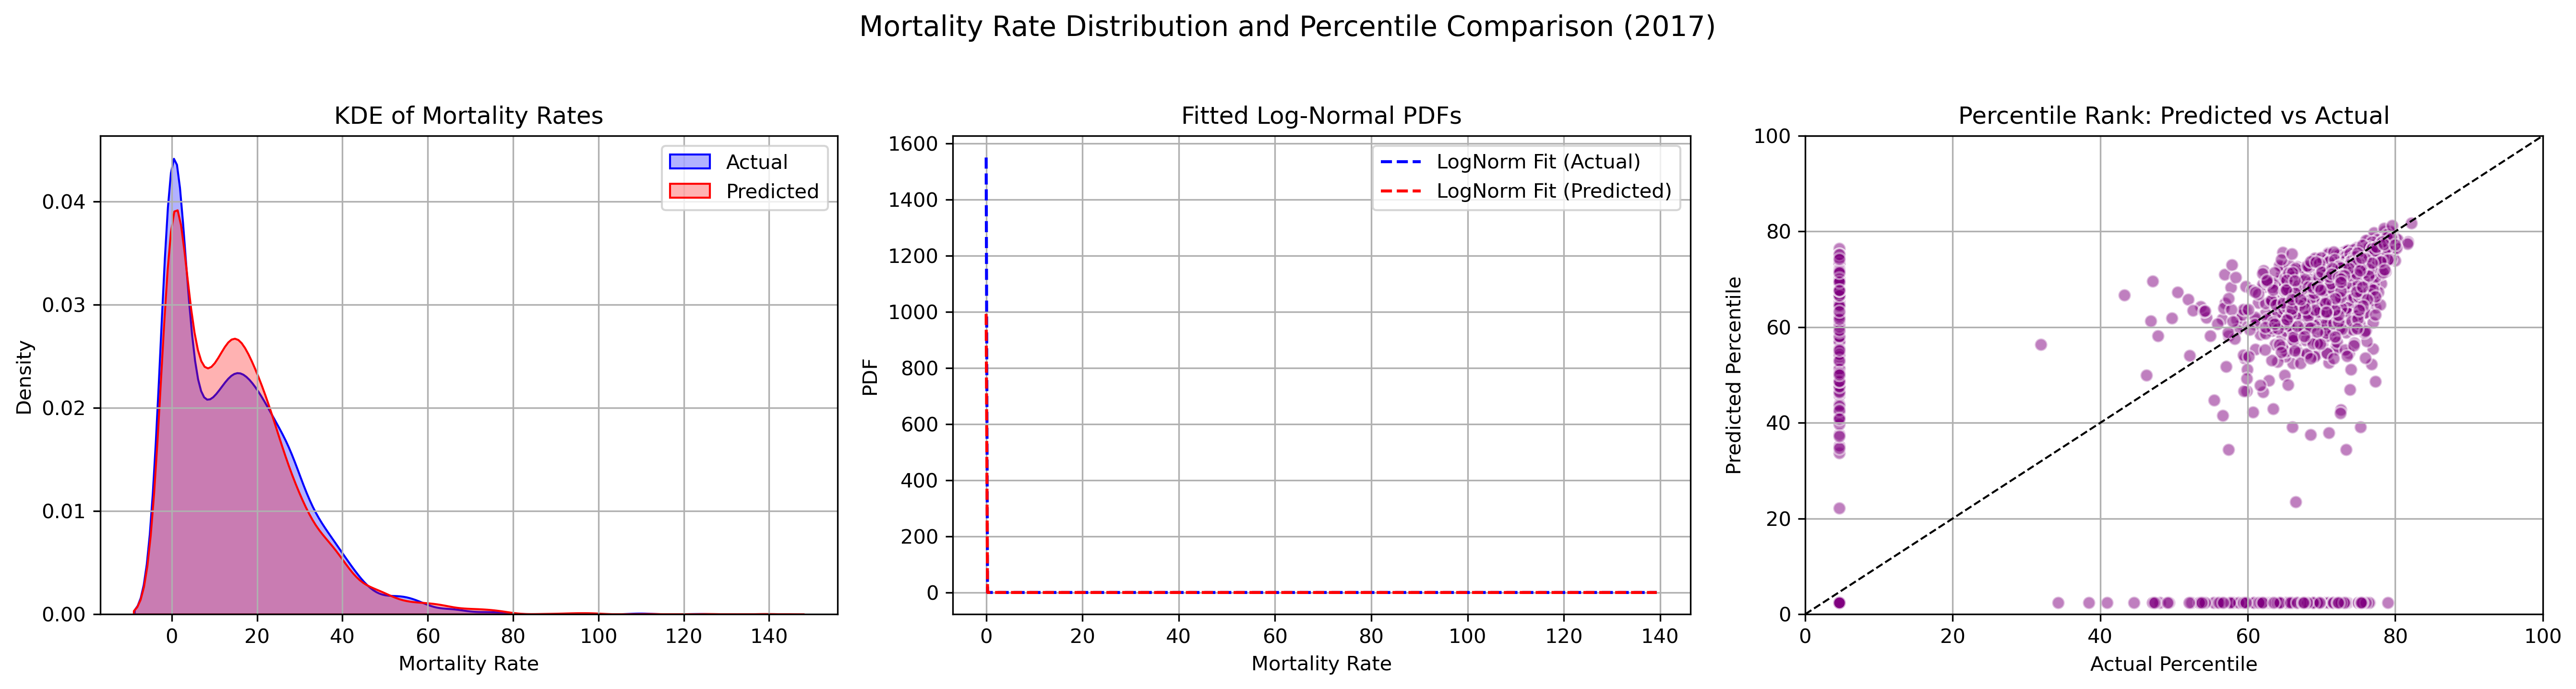 Mortality Rate Distribution and Percentile Comparison (2017)
KDE of Mortality Rates
Density
0.04
0.03
0.02
0.01
0.00
Actual
Predicted
0 20 40 60 80 100 120 140
Mortality Rate
Fitted Log-Normal PDFs
PDF
1600
1400
1200
1000
800
600
400
200
0
LogNorm Fit (Actual)
LogNorm Fit (Predicted)
0 20 40 60 80 100 120 140
Mortality Rate
Percentile Rank: Predicted vs Actual
Predicted Percentile
100
80
60
40
20
0
0 20 40 60 80 100
Actual Percentile